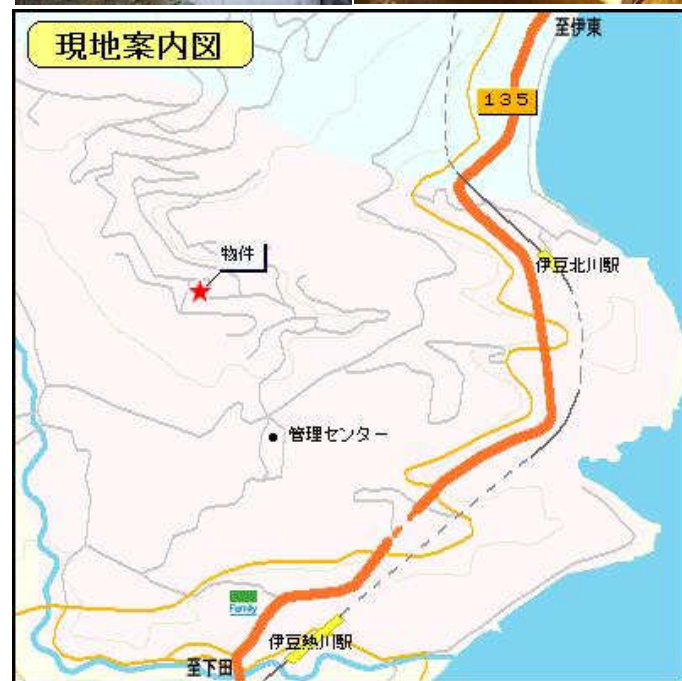 現地案内図
至伊東
135
物件
伊豆北川駅
管理センター
Family
伊豆熱川駅
至下田